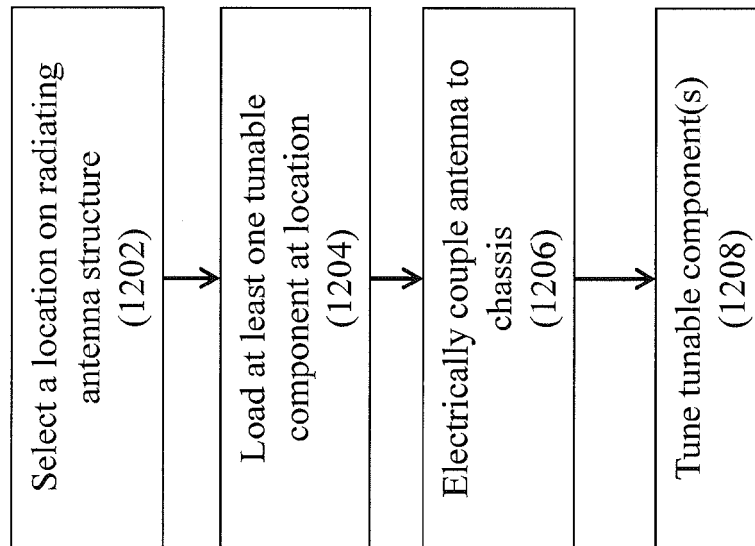 Select a location on radiating
antenna structure
(1202)
Load at least one tunable
component at location
(1204)
Electrically couple antenna to
chassis
(1206)
Tune tunable component(s)
(1208)